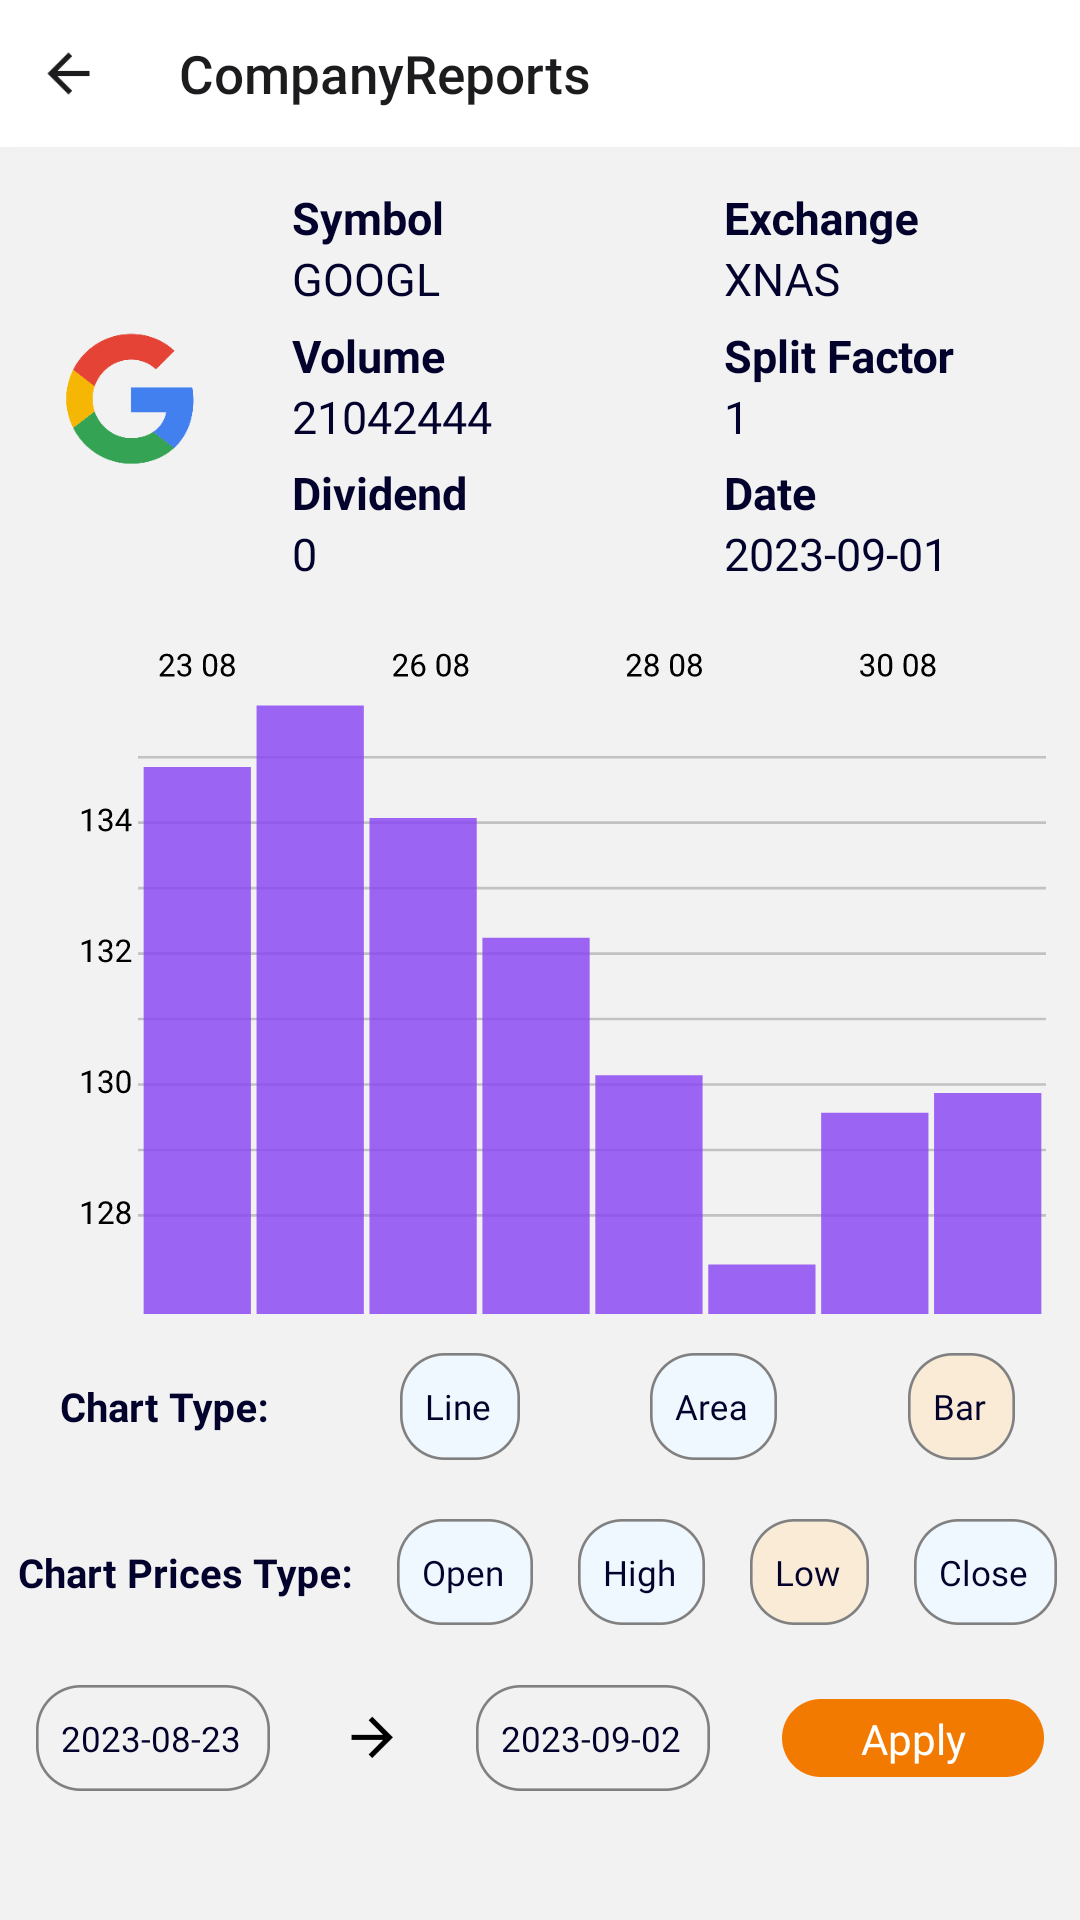 CompanyReports
Symbol Exchange
GOOGL XNAS
Volume Split Factor
21042444 1
Dividend Date
0 2023-09-01
23 08 26 08 28 08 30 08
134
132
130
128
Chart Type: Line Area Bar
Chart Prices Type: Open High Low Close
2023-08-23 → 2023-09-02 Apply